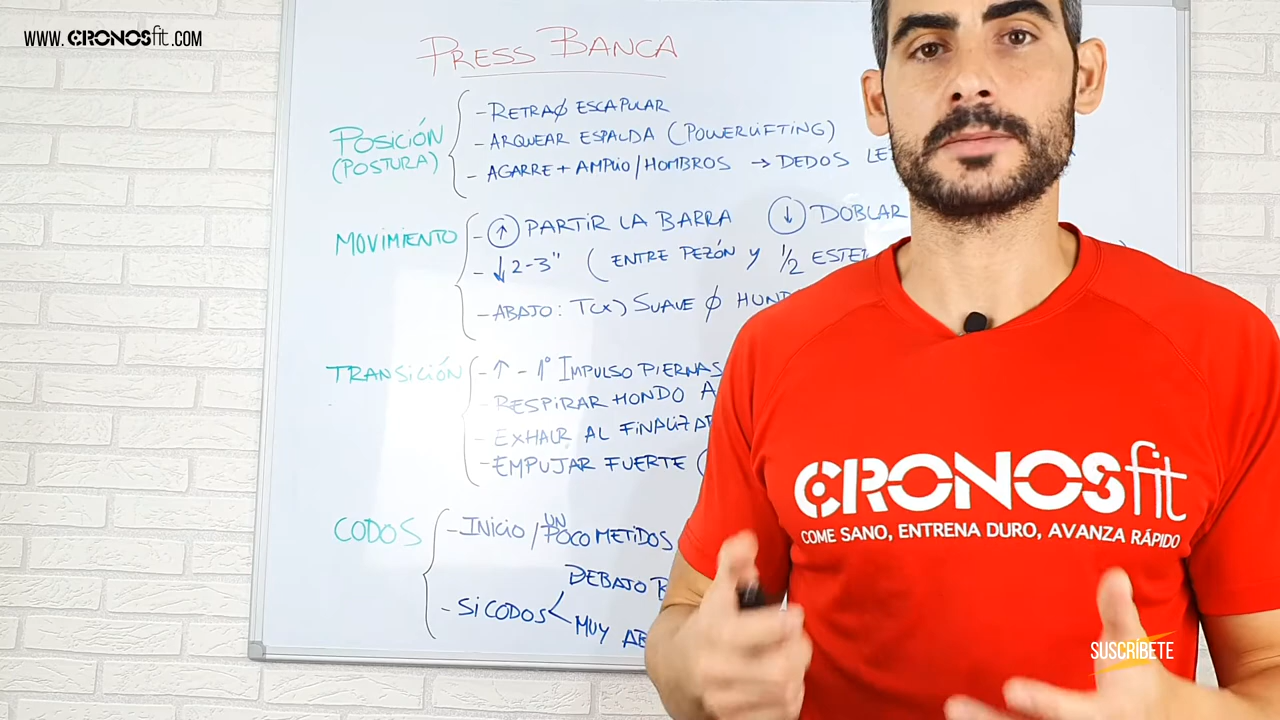 WWW. CRONOSfit.COM
PRESS BANCA
POSICIÓN
(POSTURA)
- RETRAϕ ESCAPULAR
- ARQUEAR ESPALDA (POWERLIFTING)
- AGARRE + AMPLIO/HOMBROS → DEDOS
MOVIMIENTO
- ↑ PARTIR LA BARRA ↓ DOBLAR
- ↓ 2-3" (ENTRE PEZÓN Y 1/2
- ABAJO: T(x) SUAVE ϕ
TRANSICIÓN
- ↑ - 1° IMPULSO PIERNAS
- RESPIRAR HONDO
- EXHALR AL
- EMPUJAR FUERTE (
CODOS
- INICIO / UN POCO METIDOS
DEBAJO
- SI CODOS <
MUY
CRONOSfit
COME SANO, ENTRENA DURO, AVANZA RÁPIDO
SUSCRÍBETE